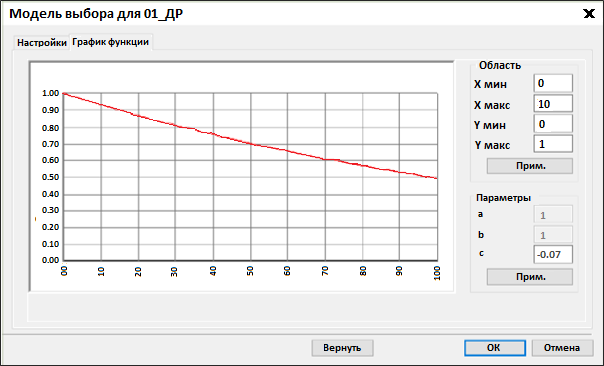 Модель выбора для 01_ДР
Настройки График функции
1.00
0.90
0.80
0.70
0.60
0.50
0.40
0.30
0.20
0.10
0.00
00 10 20 30 40 50 60 70 80 90 100
Область
X мин 0
X макс 10
Y мин 0
Y макс 1
Прим.
Параметры
a 1
b 1
c -0.07
Прим.
Вернуть ОК Отмена